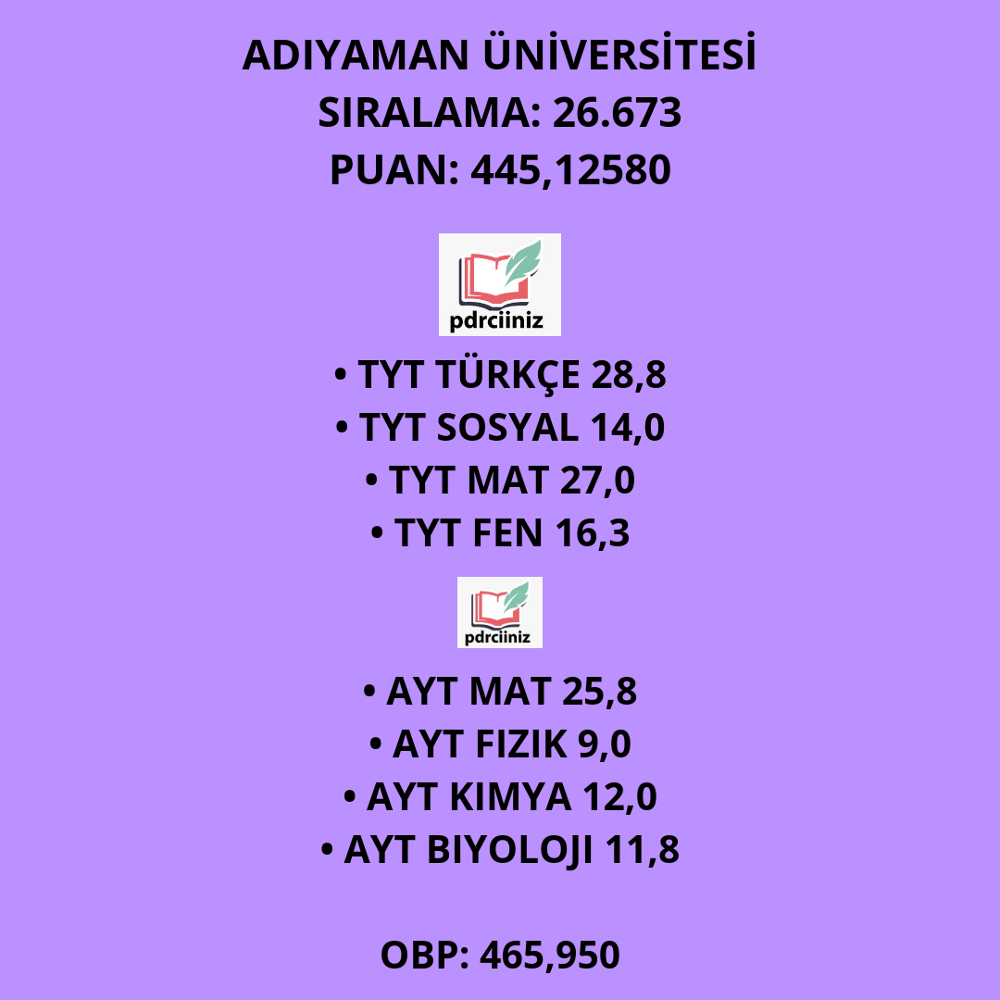 ADIYAMAN ÜNİVERSİTESİ
SIRALAMA: 26.673
PUAN: 445,12580
pdrciiniz
• TYT TÜRKÇE 28,8
• TYT SOSYAL 14,0
• TYT MAT 27,0
• TYT FEN 16,3
pdrciiniz
• AYT MAT 25,8
• AYT FIZIK 9,0
• AYT KIMYA 12,0
• AYT BIYOLOJI 11,8
OBP: 465,950